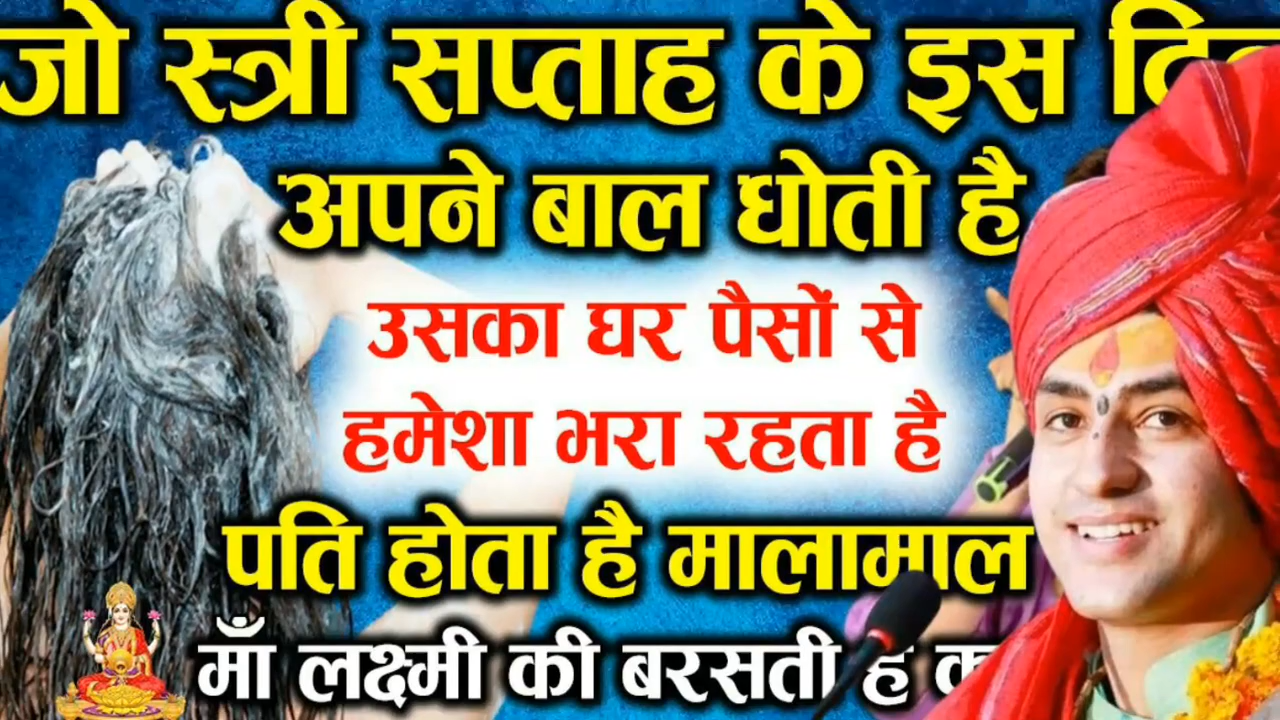 जो स्त्री सप्ताह के इस दिन
अपने बाल धोती है
उसका घर पैसों से
हमेशा भरा रहता है
पति होता है मालामाल
माँ लक्ष्मी की बरसती है